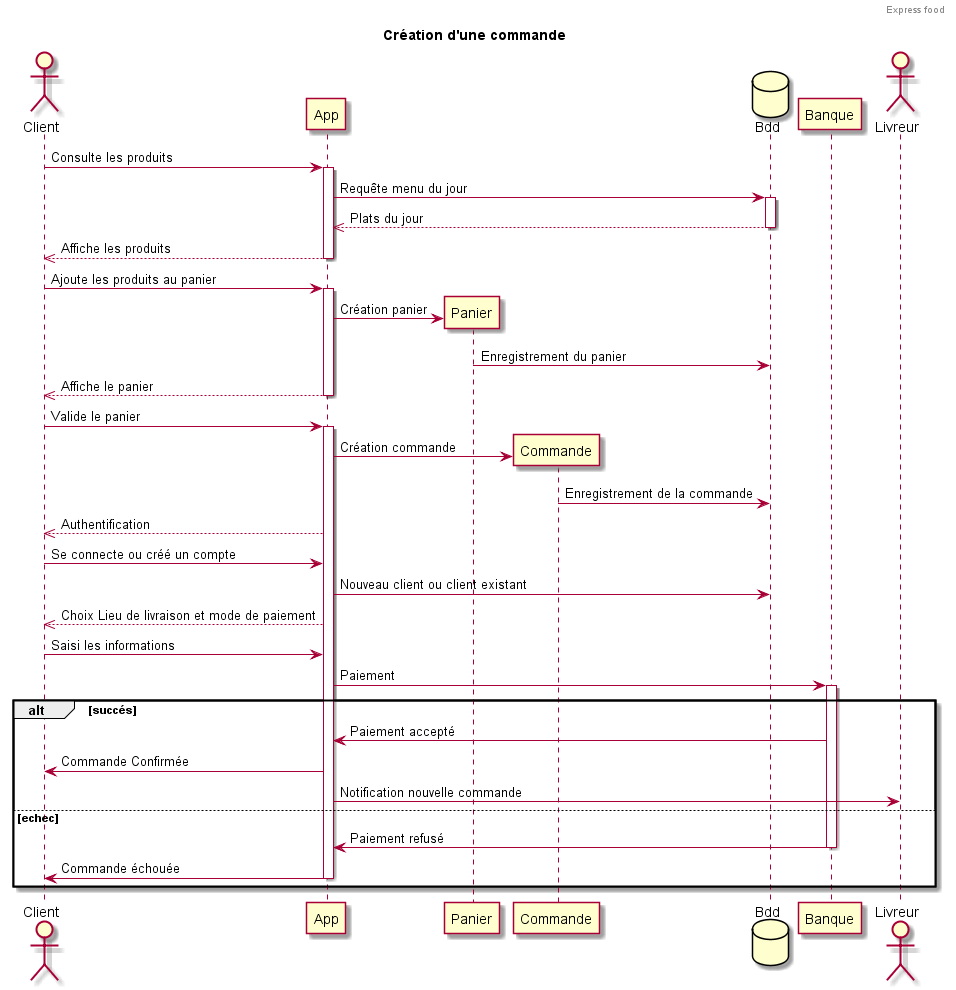 Express food
Création d'une commande
Client
App
Bdd
Banque
Livreur
Consulte les produits
Requête menu du jour
Plats du jour
Affiche les produits
Ajoute les produits au panier
Création panier
Panier
Enregistrement du panier
Affiche le panier
Valide le panier
Création commande
Commande
Enregistrement de la commande
Authentification
Se connecte ou créé un compte
Nouveau client ou client existant
Choix Lieu de livraison et mode de paiement
Saisi les informations
Paiement
alt [succés]
Paiement accepté
Commande Confirmée
Notification nouvelle commande
[echec]
Paiement refusé
Commande échouée
Client
App
Panier
Commande
Bdd
Banque
Livreur